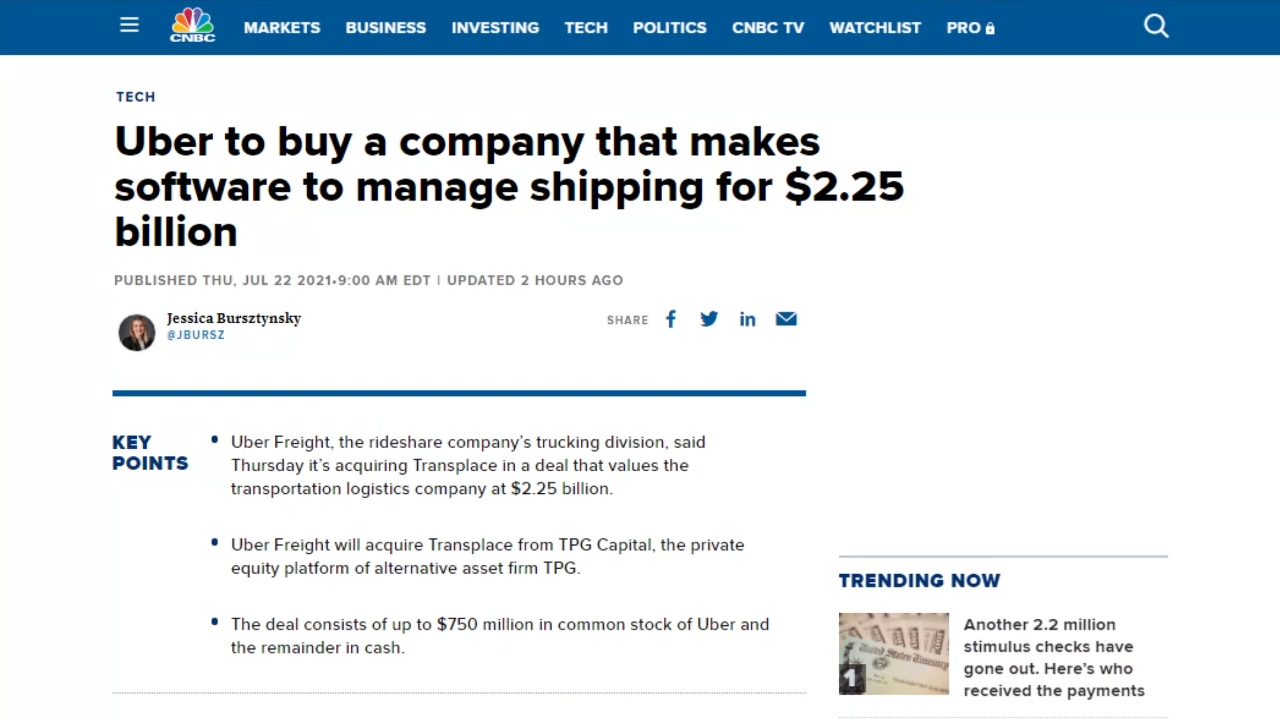 CNBC MARKETS BUSINESS INVESTING TECH POLITICS CNBC TV WATCHLIST PRO
TECH
Uber to buy a company that makes
software to manage shipping for $2.25
billion
PUBLISHED THU, JUL 22 2021•9:00 AM EDT | UPDATED 2 HOURS AGO
Jessica Bursztynsky
@JBURSZ
SHARE
KEY
POINTS
• Uber Freight, the rideshare company's trucking division, said
Thursday it's acquiring Transplace in a deal that values the
transportation logistics company at $2.25 billion.
• Uber Freight will acquire Transplace from TPG Capital, the private
equity platform of alternative asset firm TPG.
• The deal consists of up to $750 million in common stock of Uber and
the remainder in cash.
TRENDING NOW
United States Treasury
1
Another 2.2 million
stimulus checks have
gone out. Here's who
received the payments